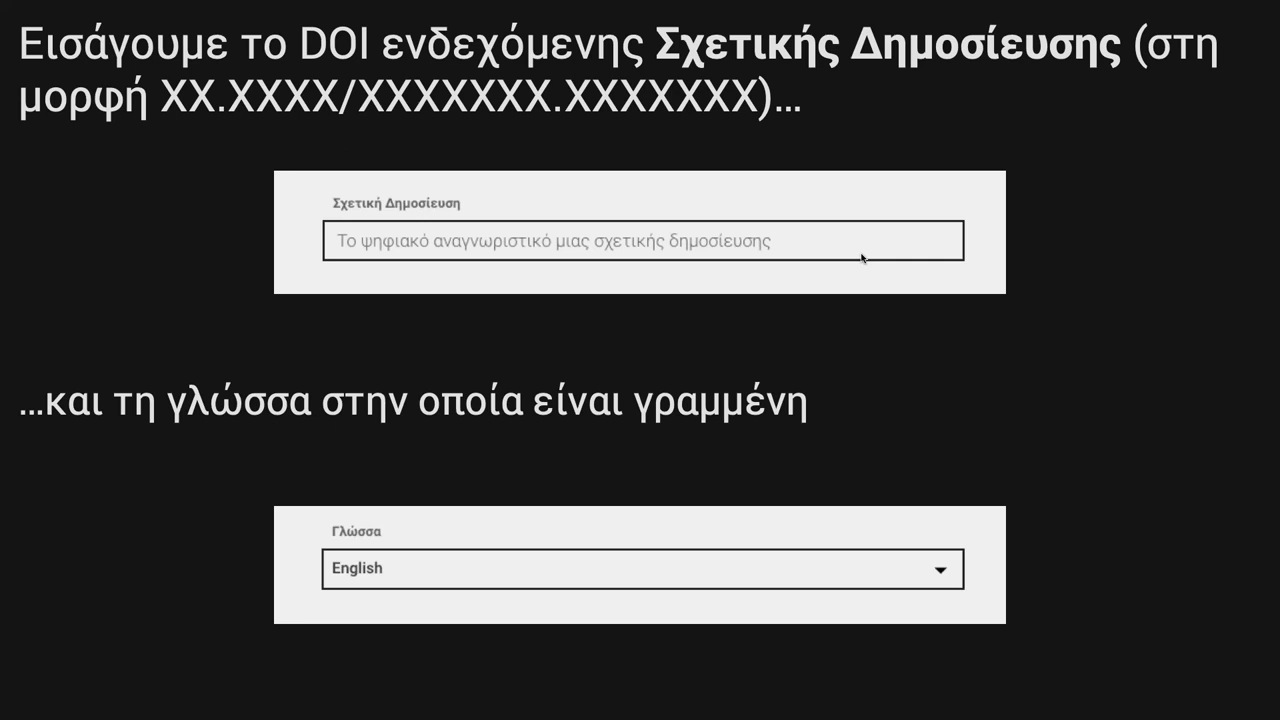 Εισάγουμε το DOI ενδεχόμενης Σχετικής Δημοσίευσης (στη
μορφή XX.XXXX/XXXXXXX.XXXXXXX)…
Σχετική Δημοσίευση
Το ψηφιακό αναγνωριστικό μιας σχετικής δημοσίευσης
…και τη γλώσσα στην οποία είναι γραμμένη
Γλώσσα
English